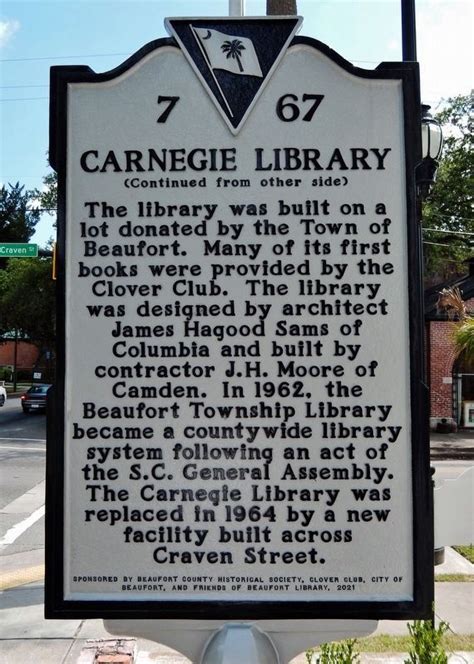 7 67
CARNEGIE LIBRARY
(Continued from other side)
The library was built on a
lot donated by the Town of
Beaufort. Many of its first
books were provided by the
Clover Club. The library
was designed by architect
James Hagood Sams of
Columbia and built by
contractor J.H. Moore of
Camden. In 1962, the
Beaufort Township Library
became a countywide library
system following an act of
the S.C. General Assembly.
The Carnegie Library was
replaced in 1964 by a new
facility built across
Craven Street.
SPONSORED BY BEAUFORT COUNTY HISTORICAL SOCIETY, CLOVER CLUB, CITY OF
BEAUFORT, AND FRIENDS OF BEAUFORT LIBRARY, 2021
Craven St